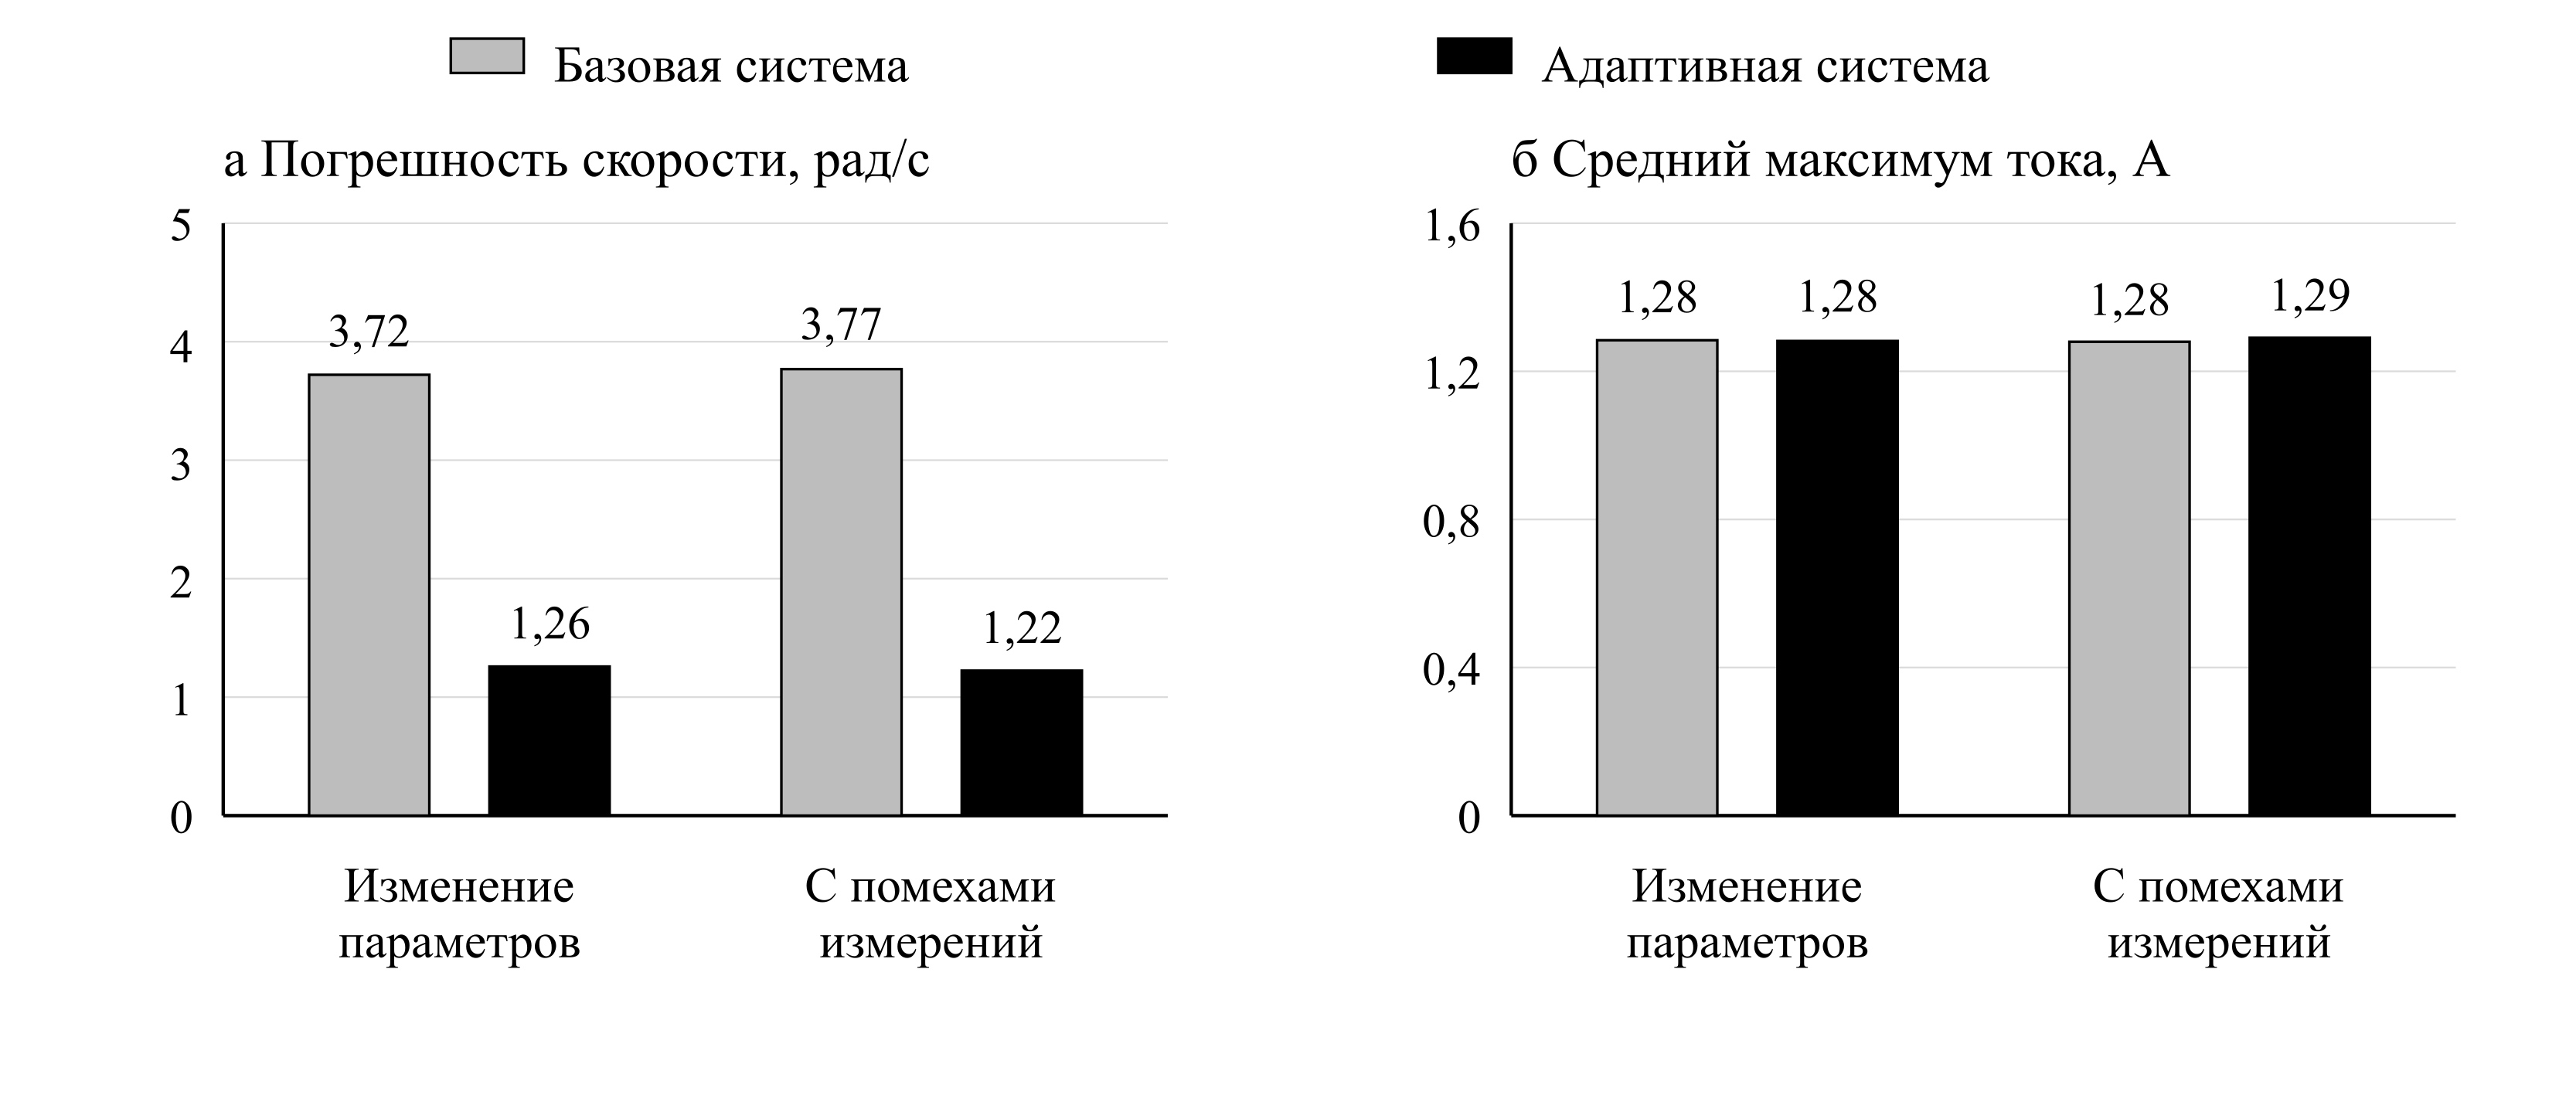 Базовая система
Адаптивная система
а Погрешность скорости, рад/с
5
4
3
2
1
0
3,72
1,26
3,77
1,22
Изменение
параметров
С помехами
измерений
б Средний максимум тока, А
1,6
1,2
0,8
0,4
0
1,28
1,28
1,28
1,29
Изменение
параметров
С помехами
измерений